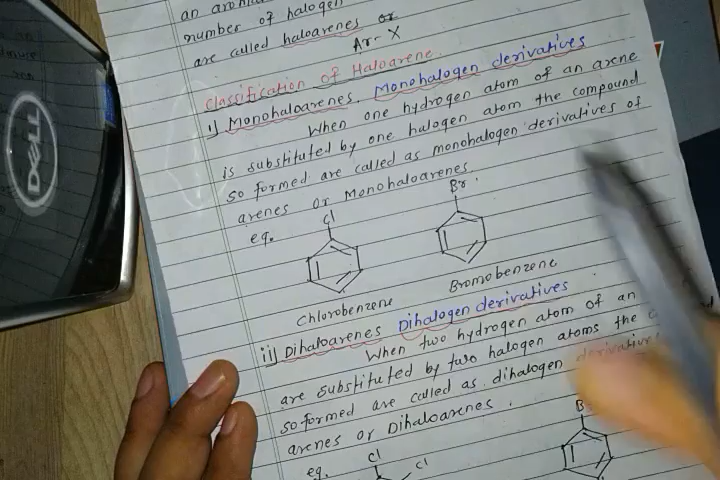 an
number of halogen
are called haloarenes or
Ar-X
Classification of Haloarene.
i) Monohaloarenes. Monohalogen derivatives
When one hydrogen atom of an arene
is substituted by one halogen atom the compound
so formed are called as monohalogen derivatives of
arenes or Monohaloarenes
eg.
Cl
Br
Chlorobenzene
Bromobenzene
ii) Dihaloarenes Dihalogen derivatives
When two hydrogen atom of an
are substituted by two halogen atoms the
so formed are called as dihalogen derivative
arenes or Dihaloarenes.
eg.
Cl
Cl
B
DELL